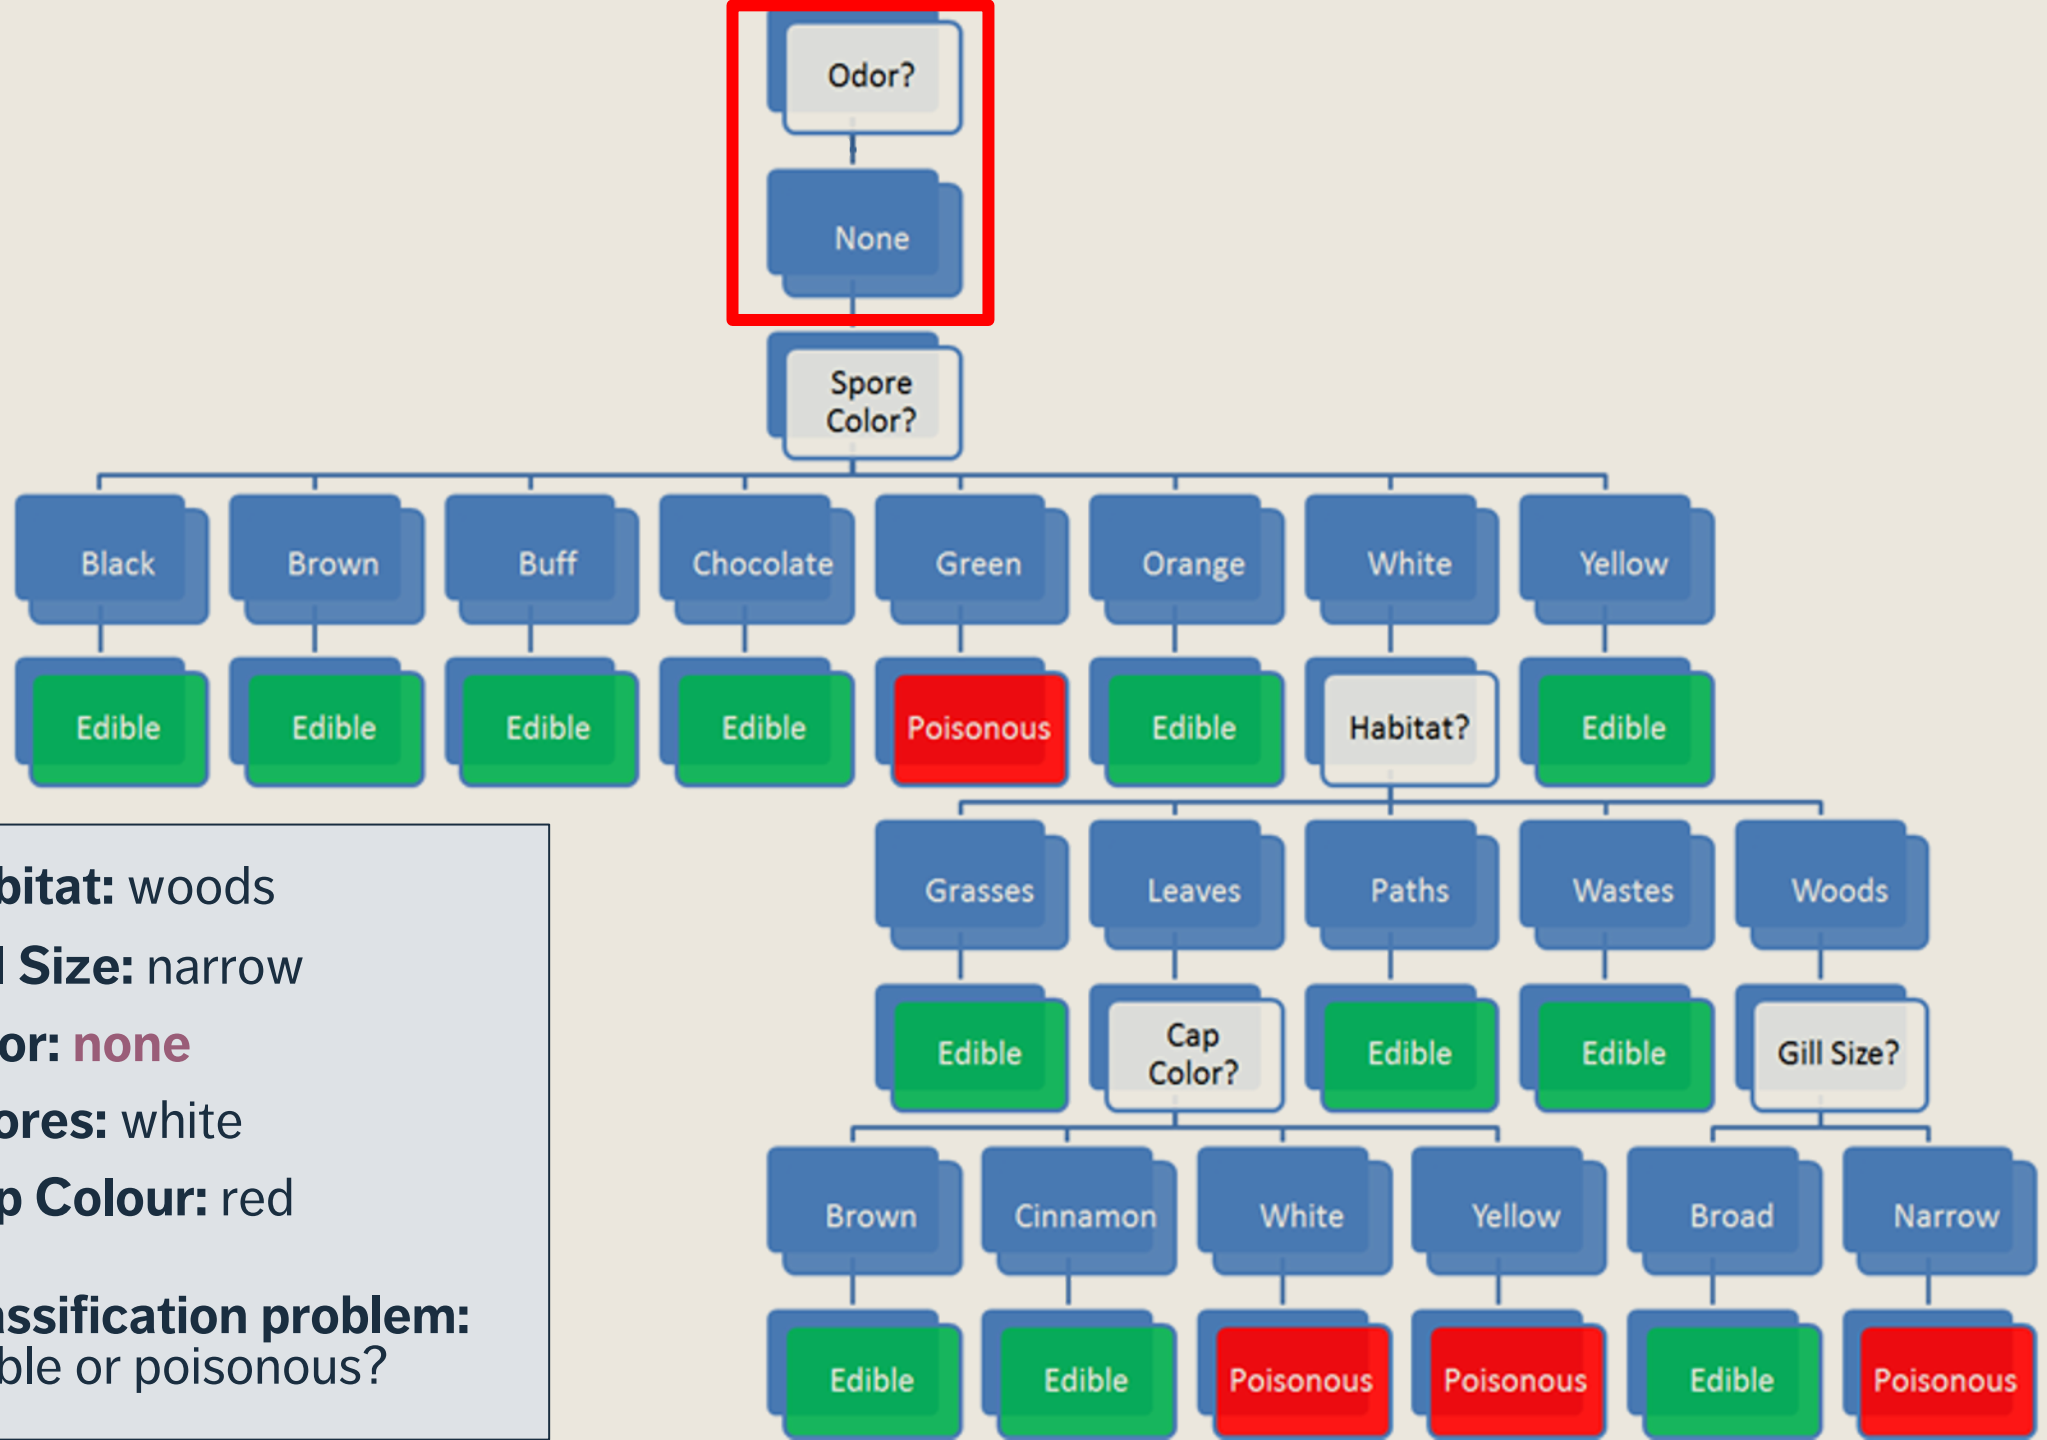 Odor?
None
Spore
Color?
Black Brown Buff Chocolate Green Orange White Yellow
Edible Edible Edible Edible Poisonous Edible Habitat? Edible
Grasses Leaves Paths Wastes Woods
Edible Cap Color? Edible Edible Gill Size?
Brown Cinnamon White Yellow Broad Narrow
Edible Edible Poisonous Poisonous Edible Poisonous
bitat: woods
l Size: narrow
or: none
ores: white
p Colour: red
assification problem:
ble or poisonous?